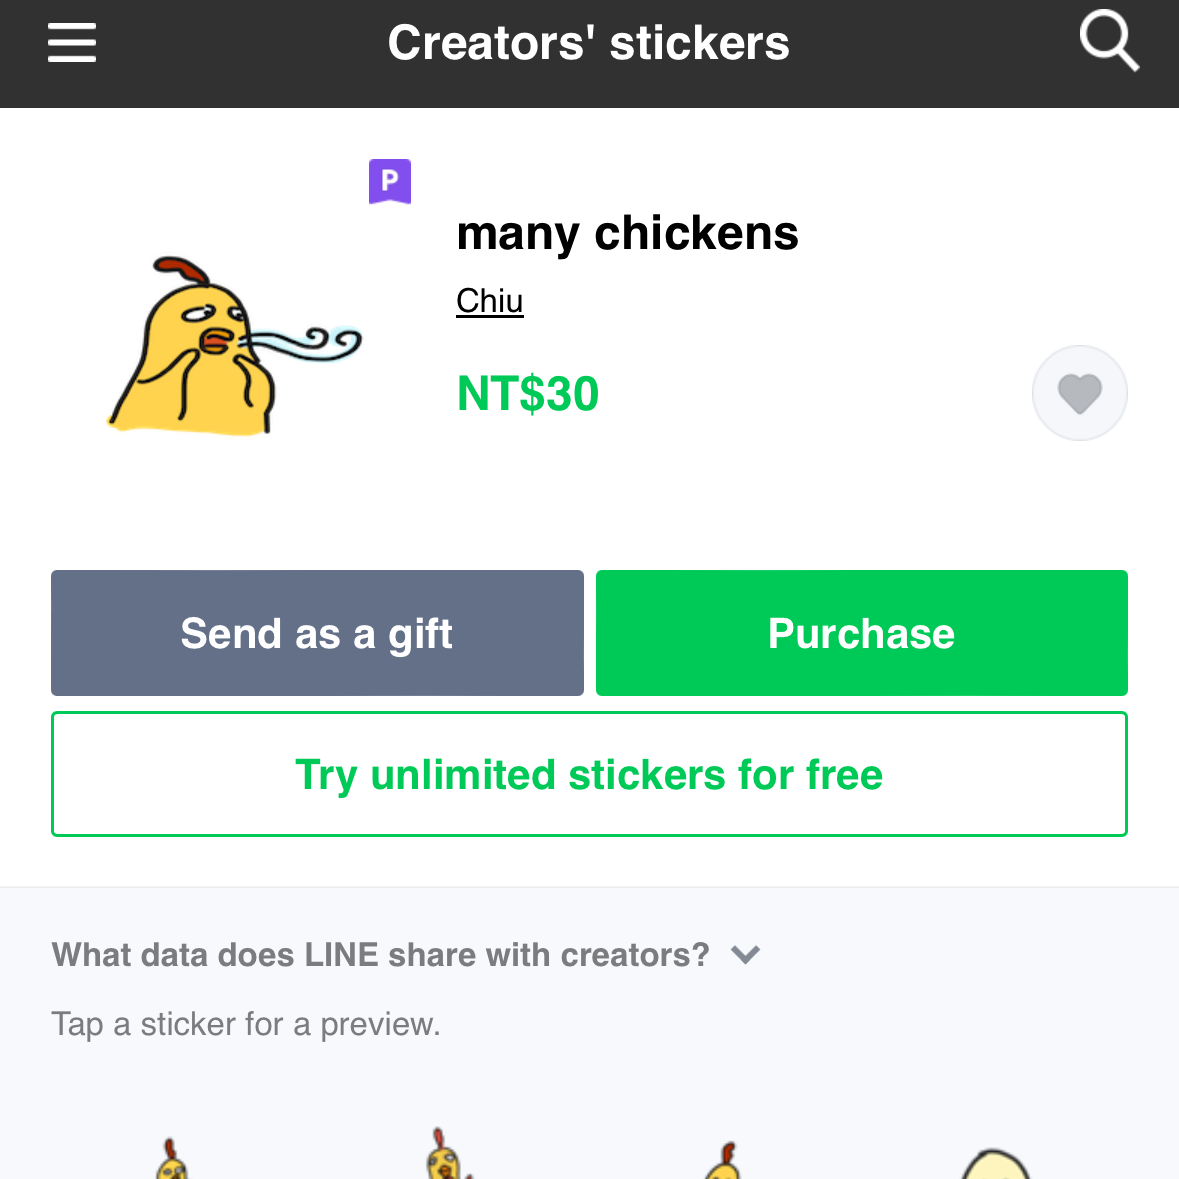 Creators' stickers
P
many chickens
Chiu
NT$30
Send as a gift
Purchase
Try unlimited stickers for free
What data does LINE share with creators?
Tap a sticker for a preview.